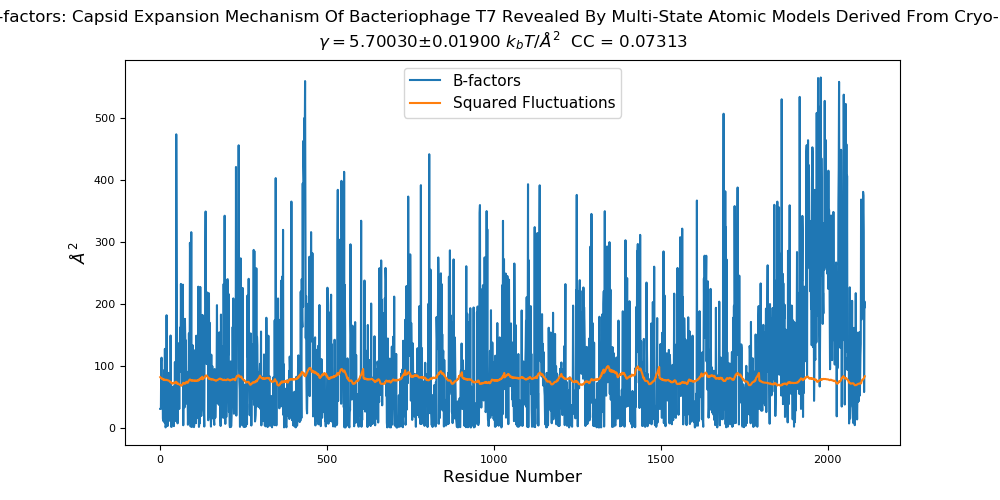 -factors: Capsid Expansion Mechanism Of Bacteriophage T7 Revealed By Multi-State Atomic Models Derived From Cryo-
γ = 5.70030±0.01900 k_bT/Å² CC = 0.07313
B-factors
Squared Fluctuations
Å²
500
400
300
200
100
0
0 500 1000 1500 2000
Residue Number